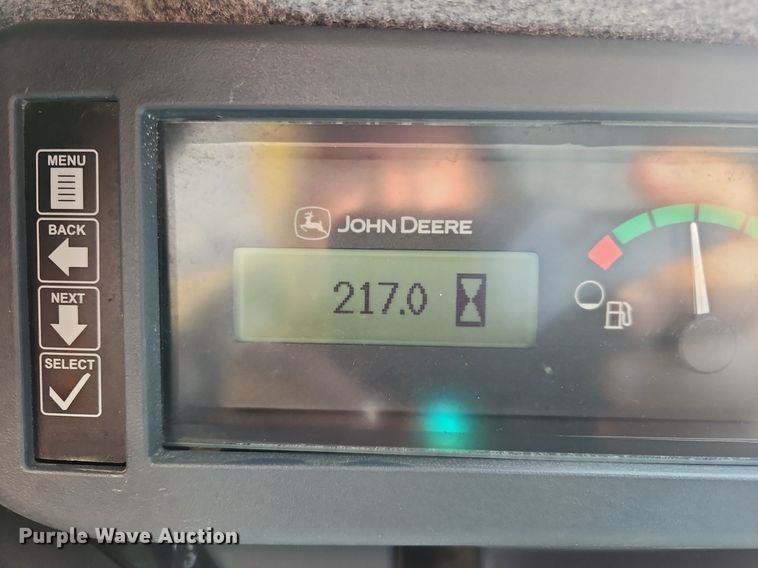 MENU
BACK
NEXT
SELECT
JOHN DEERE
217.0
Purple Wave Auction